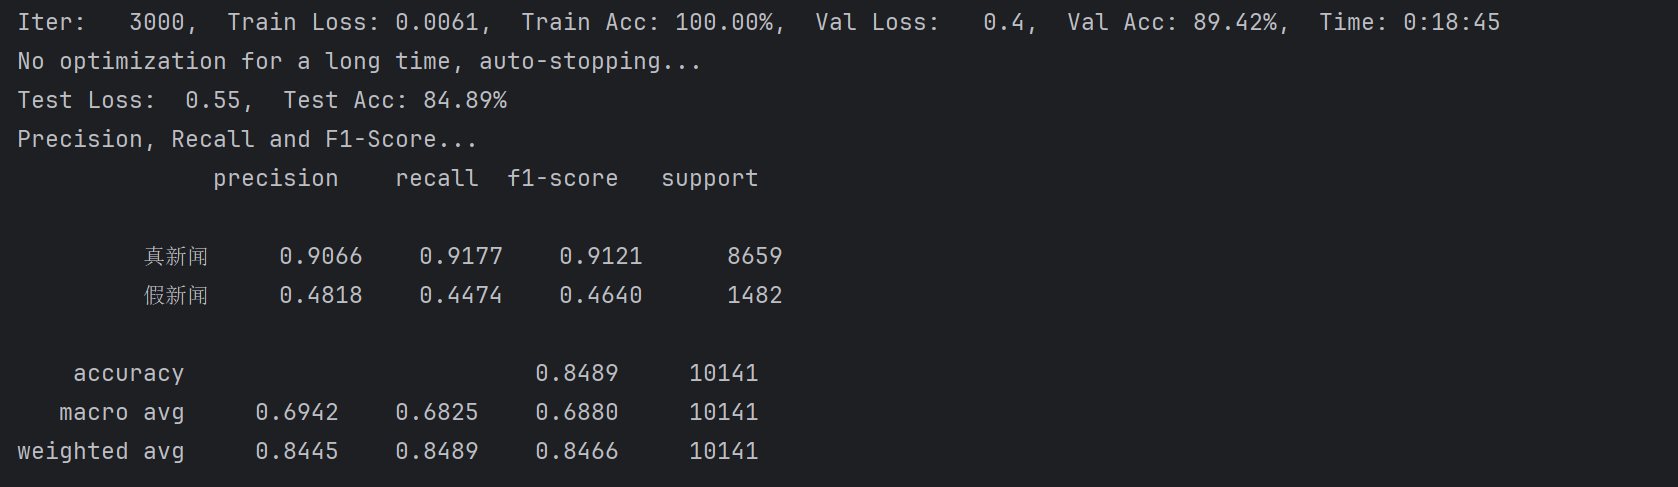 Iter:   3000,  Train Loss: 0.0061,  Train Acc: 100.00%,  Val Loss:   0.4,  Val Acc: 89.42%,  Time: 0:18:45
No optimization for a long time, auto-stopping...
Test Loss:  0.55,  Test Acc: 84.89%
Precision, Recall and F1-Score...
precision    recall  f1-score   support
真新闻     0.9066    0.9177    0.9121      8659
假新闻     0.4818    0.4474    0.4640      1482
accuracy                         0.8489     10141
macro avg     0.6942    0.6825    0.6880     10141
weighted avg     0.8445    0.8489    0.8466     10141